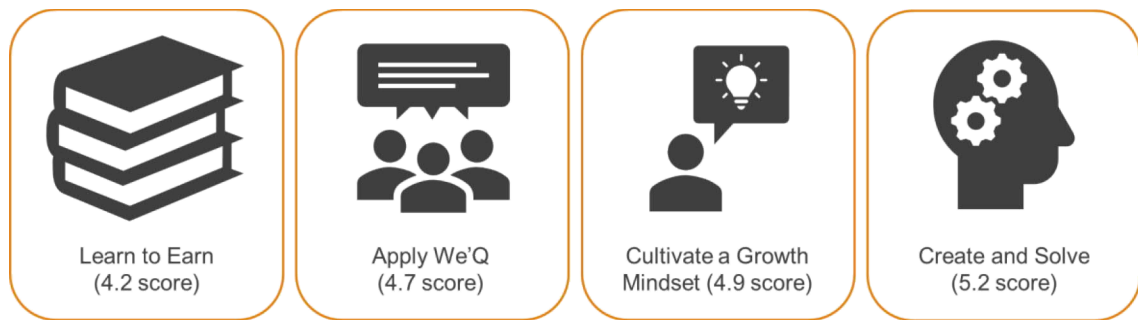 Learn to Earn
(4.2 score)
Apply We'Q
(4.7 score)
Cultivate a Growth
Mindset (4.9 score)
Create and Solve
(5.2 score)